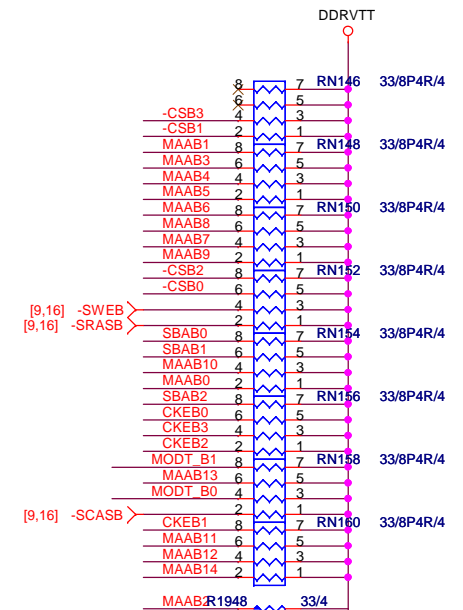 DDRVTT
8 7 RN146 33/8P4R/4
6 5
-CSB3 4 3
-CSB1 2 1
MAAB1 8 7 RN148 33/8P4R/4
MAAB3 6 5
MAAB4 4 3
MAAB5 2 1
MAAB6 8 7 RN150 33/8P4R/4
MAAB8 6 5
MAAB7 4 3
MAAB9 2 1
-CSB2 8 7 RN152 33/8P4R/4
-CSB0 6 5
[9,16] -SWEB 4 3
[9,16] -SRASB 2 1
SBAB0 8 7 RN154 33/8P4R/4
SBAB1 6 5
MAAB10 4 3
MAAB0 2 1
SBAB2 8 7 RN156 33/8P4R/4
CKEB0 6 5
CKEB3 4 3
CKEB2 2 1
MODT_B1 8 7 RN158 33/8P4R/4
MAAB13 6 5
MODT_B0 4 3
[9,16] -SCASB 2 1
CKEB1 8 7 RN160 33/8P4R/4
MAAB11 6 5
MAAB12 4 3
MAAB14 2 1
MAAB2 R1948 33/4